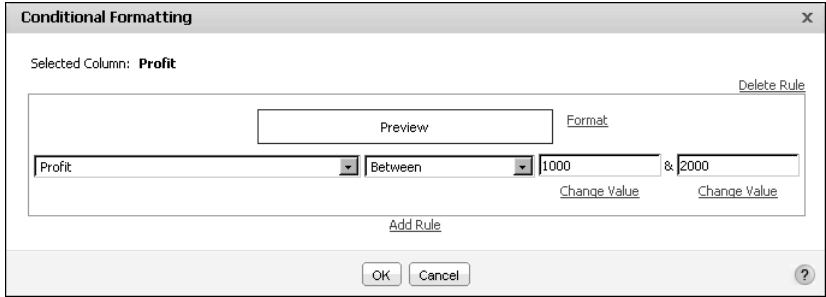 Conditional Formatting x
Selected Column: Profit
Delete Rule
Preview Format
Profit Between 1000 & 2000
Change Value Change Value
Add Rule
OK Cancel ?